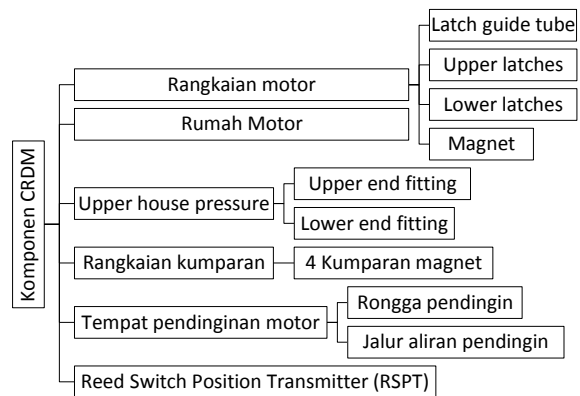 Komponen CRDM
Rangkaian motor
Latch guide tube
Upper latches
Lower latches
Magnet
Rumah Motor
Upper house pressure
Upper end fitting
Lower end fitting
Rangkaian kumparan
4 Kumparan magnet
Tempat pendinginan motor
Rongga pendingin
Jalur aliran pendingin
Reed Switch Position Transmitter (RSPT)